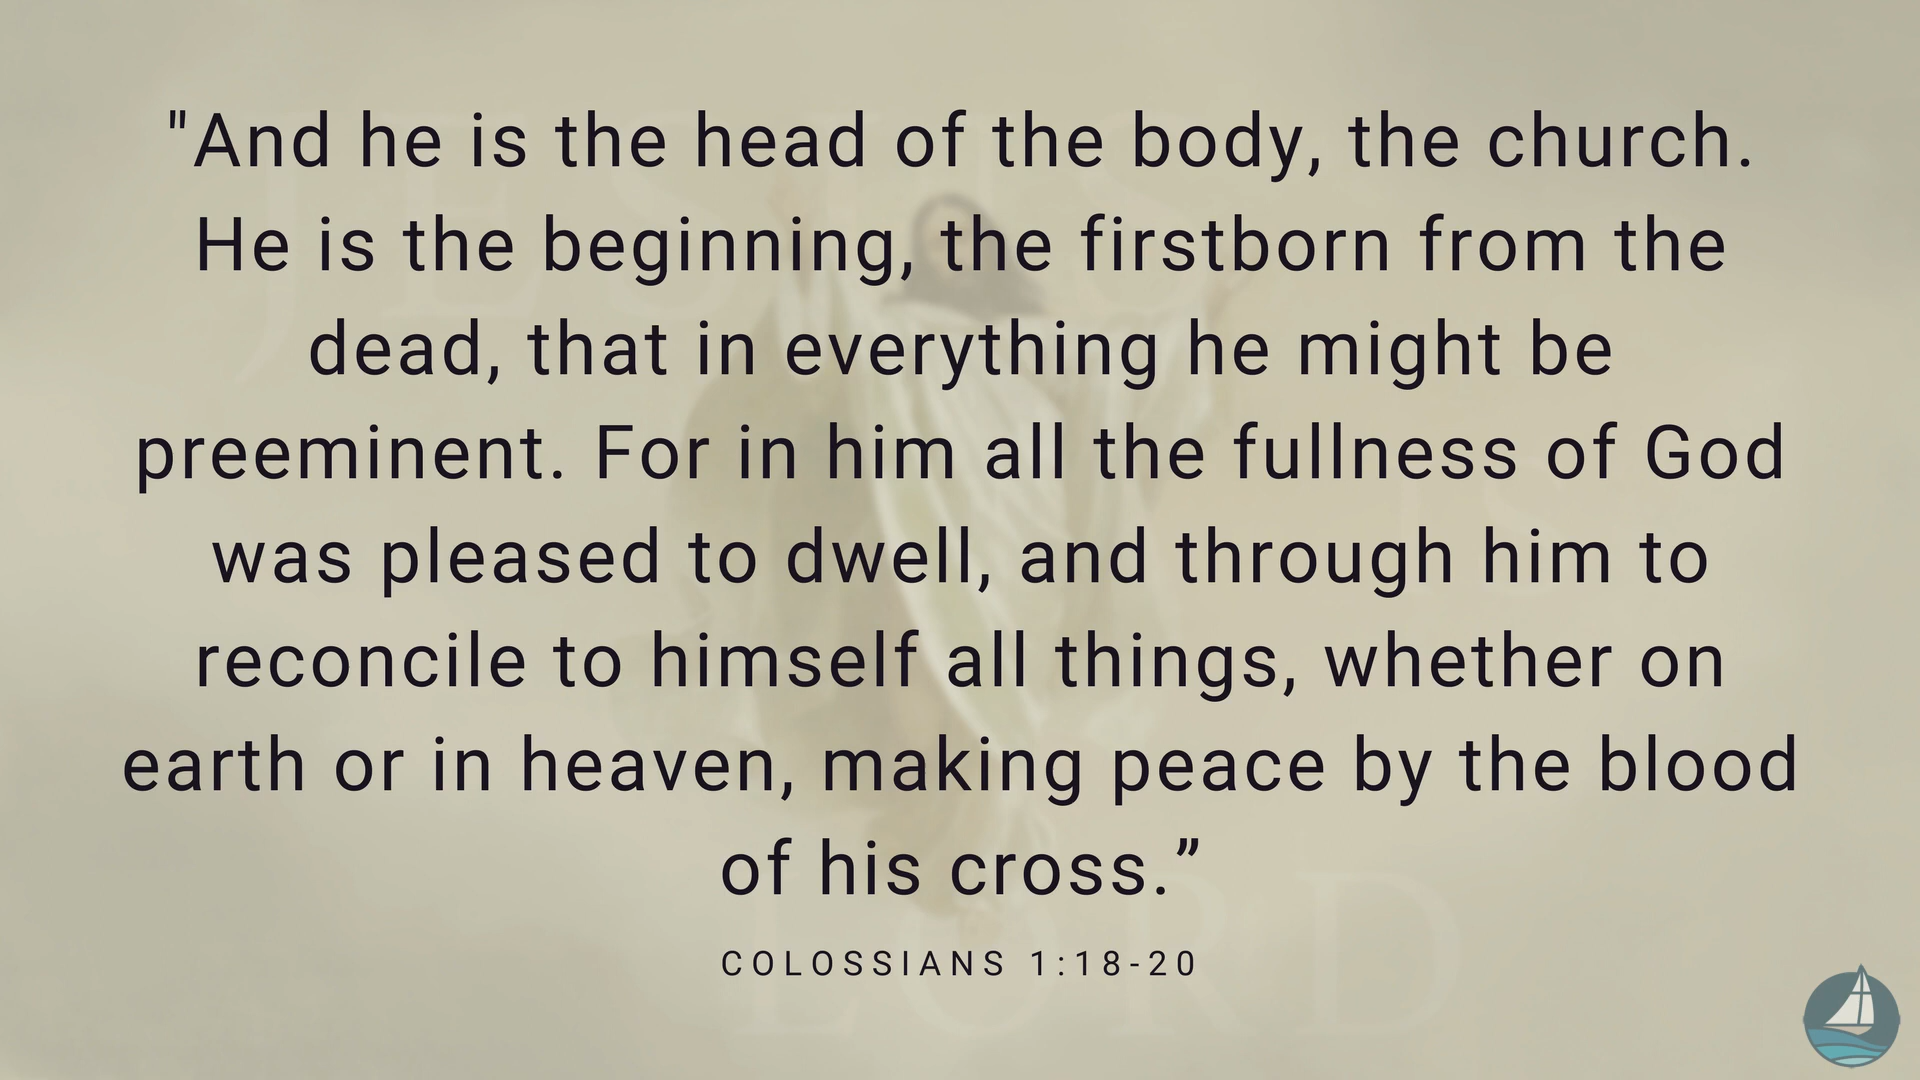 "And he is the head of the body, the church.
He is the beginning, the firstborn from the
dead, that in everything he might be
preeminent. For in him all the fullness of God
was pleased to dwell, and through him to
reconcile to himself all things, whether on
earth or in heaven, making peace by the blood
of his cross.”
COLOSSIANS 1:18-20
JESUS
IS
LORD